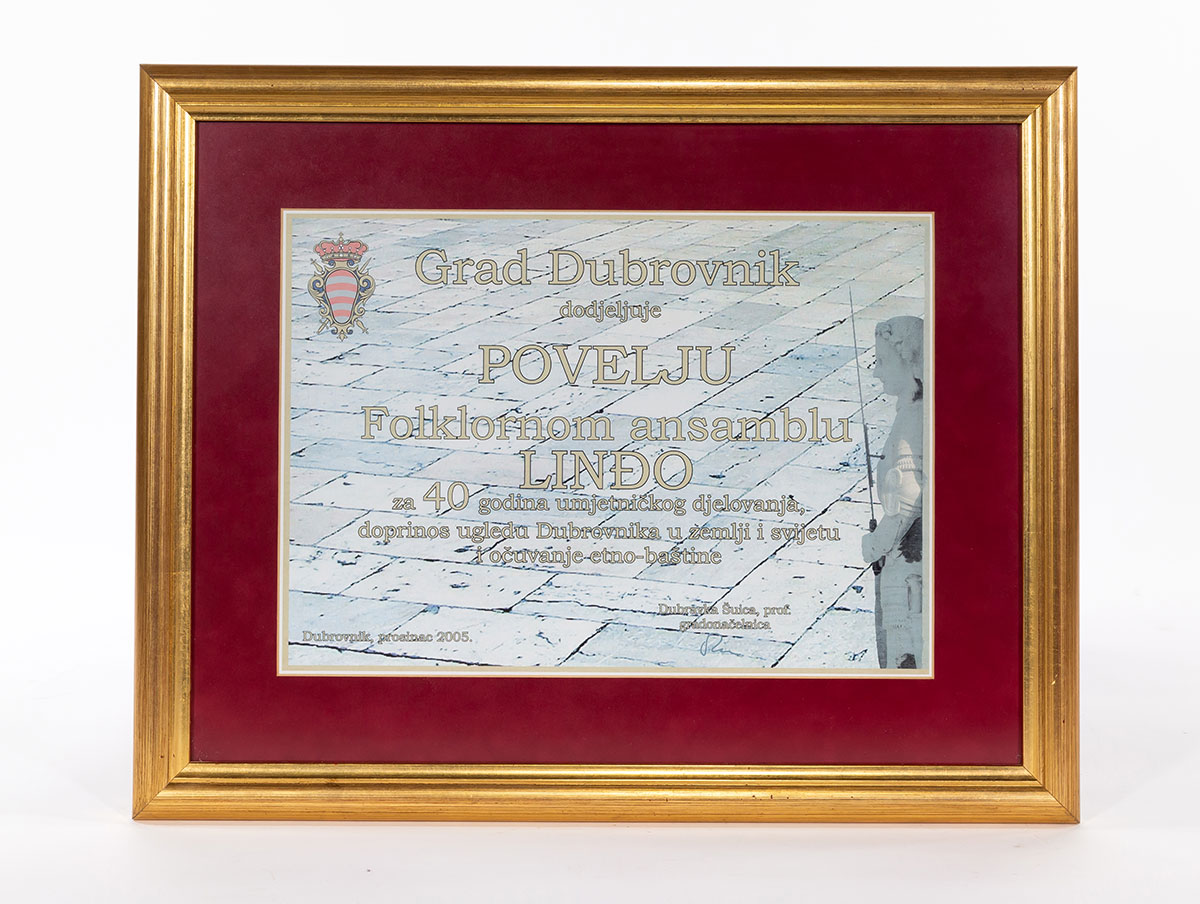 Grad Dubrovnik
dodjeljuje
POVELJU
Folklornom ansamblu
LINĐO
za 40 godina umjetničkog djelovanja,
doprinos ugledu Dubrovnika u zemlji i svijetu
i očuvanje etno-baštine
Dubravka Šuica, prof.
gradonačelnica
Dubrovnik, prosinac 2005.